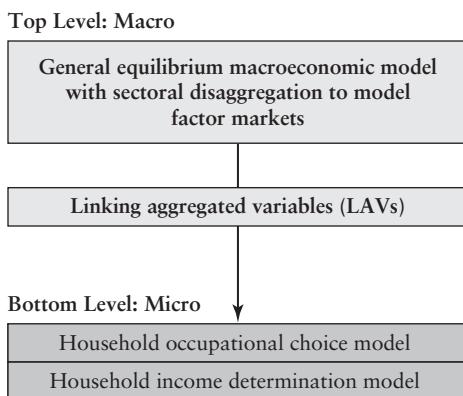 Top Level: Macro
General equilibrium macroeconomic model
with sectoral disaggregation to model
factor markets
Linking aggregated variables (LAVs)
Bottom Level: Micro
Household occupational choice model
Household income determination model